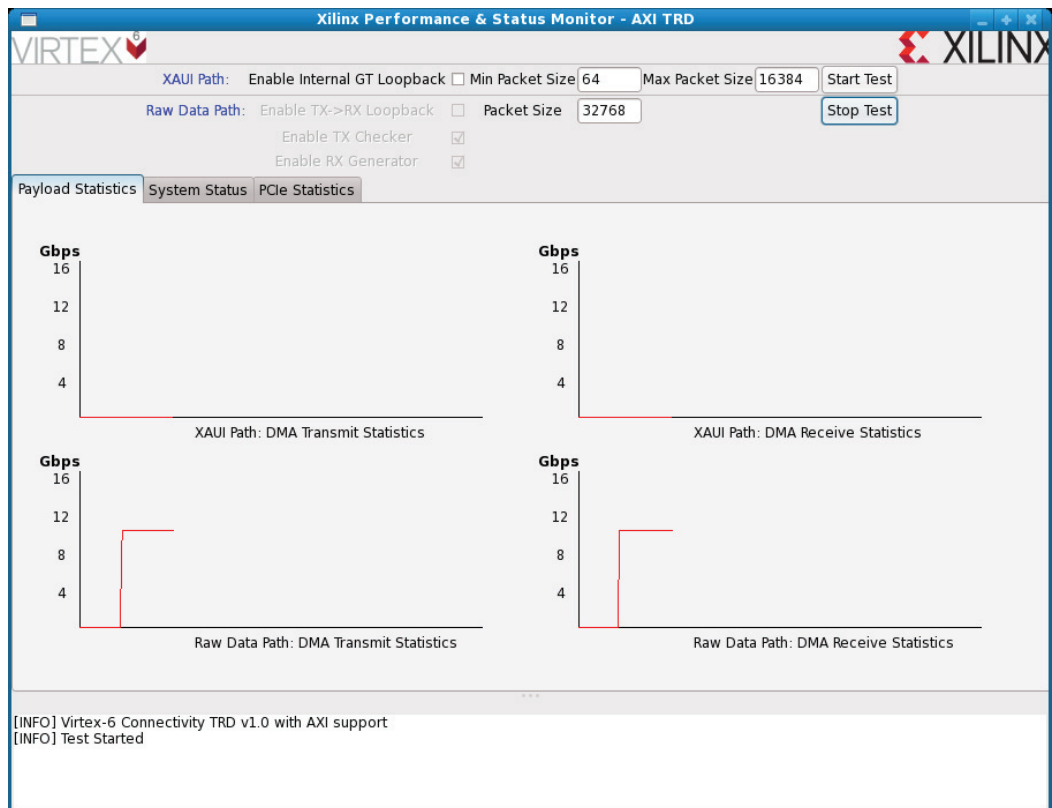 Xilinx Performance & Status Monitor - AXI TRD
VIRTEX 6
XILINX
XAUI Path: Enable Internal GT Loopback Min Packet Size 64 Max Packet Size 16384 Start Test
Raw Data Path: Enable TX->RX Loopback Packet Size 32768 Stop Test
Enable TX Checker
Enable RX Generator
Payload Statistics System Status PCIe Statistics
Gbps
16
12
8
4
XAUI Path: DMA Transmit Statistics
Gbps
16
12
8
4
XAUI Path: DMA Receive Statistics
Gbps
16
12
8
4
Raw Data Path: DMA Transmit Statistics
Gbps
16
12
8
4
Raw Data Path: DMA Receive Statistics
[INFO] Virtex-6 Connectivity TRD v1.0 with AXI support
[INFO] Test Started